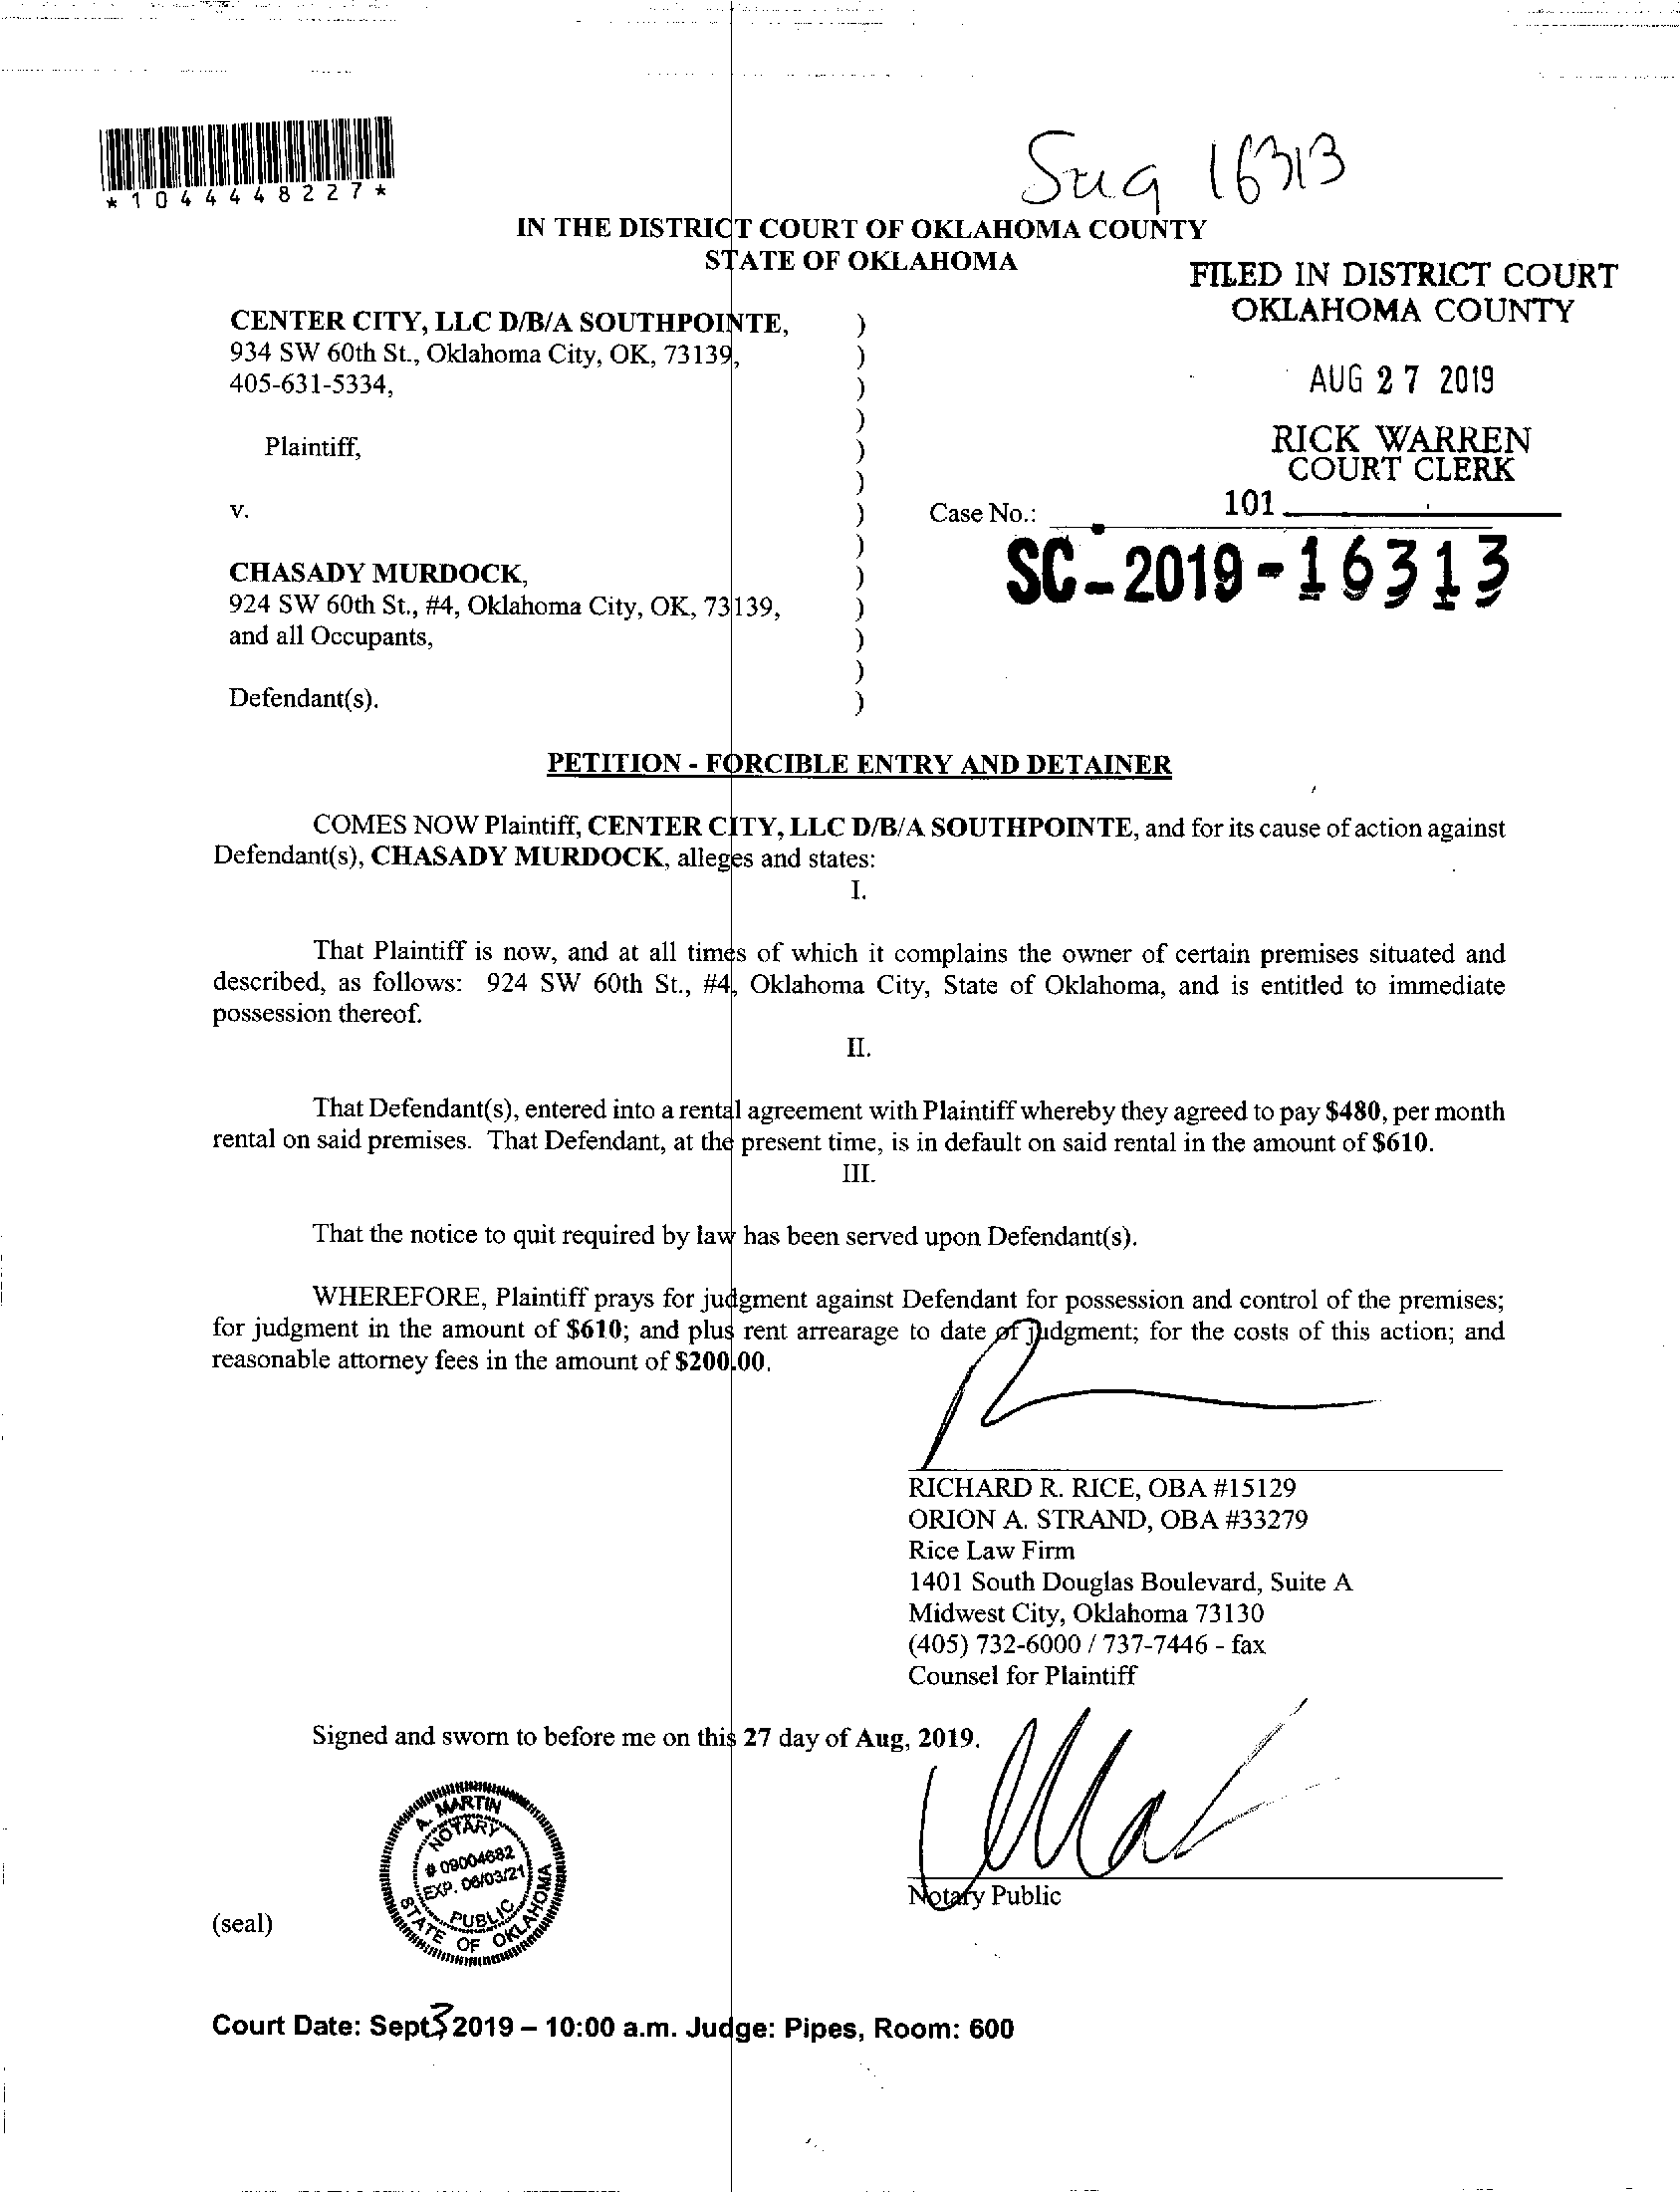 *1044448227*
16313
IN THE DISTRICT COURT OF OKLAHOMA COUNTY
STATE OF OKLAHOMA
FILED IN DISTRICT COURT
OKLAHOMA COUNTY
AUG 27 2019
RICK WARREN
COURT CLERK
101
CENTER CITY, LLC D/B/A SOUTHPOINTE, )
934 SW 60th St., Oklahoma City, OK, 73139, )
405-631-5334, )
)
Plaintiff, )
)
v. ) Case No.:
)
SC-2019-16313
CHASADY MURDOCK, )
924 SW 60th St., #4, Oklahoma City, OK, 73139, )
and all Occupants, )
)
Defendant(s). )
PETITION - FORCIBLE ENTRY AND DETAINER
COMES NOW Plaintiff, CENTER CITY, LLC D/B/A SOUTHPOINTE, and for its cause of action against
Defendant(s), CHASADY MURDOCK, alleges and states:
I.
That Plaintiff is now, and at all times of which it complains the owner of certain premises situated and
described, as follows: 924 SW 60th St., #4, Oklahoma City, State of Oklahoma, and is entitled to immediate
possession thereof.
II.
That Defendant(s), entered into a rental agreement with Plaintiff whereby they agreed to pay $480, per month
rental on said premises. That Defendant, at the present time, is in default on said rental in the amount of $610.
III.
That the notice to quit required by law has been served upon Defendant(s).
WHEREFORE, Plaintiff prays for judgment against Defendant for possession and control of the premises;
for judgment in the amount of $610; and plus rent arrearage to date of judgment; for the costs of this action; and
reasonable attorney fees in the amount of $200.00.
RICHARD R. RICE, OBA #15129
ORION A. STRAND, OBA #33279
Rice Law Firm
1401 South Douglas Boulevard, Suite A
Midwest City, Oklahoma 73130
(405) 732-6000 / 737-7446 - fax
Counsel for Plaintiff
Signed and sworn to before me on this 27 day of Aug, 2019.
A. MARTIN
NOTARY
# 09004682
EXP. 06/03/21
PUBLIC
STATE OF OKLAHOMA
Notary Public
(seal)
Court Date: Sept 3 2019 – 10:00 a.m. Judge: Pipes, Room: 600